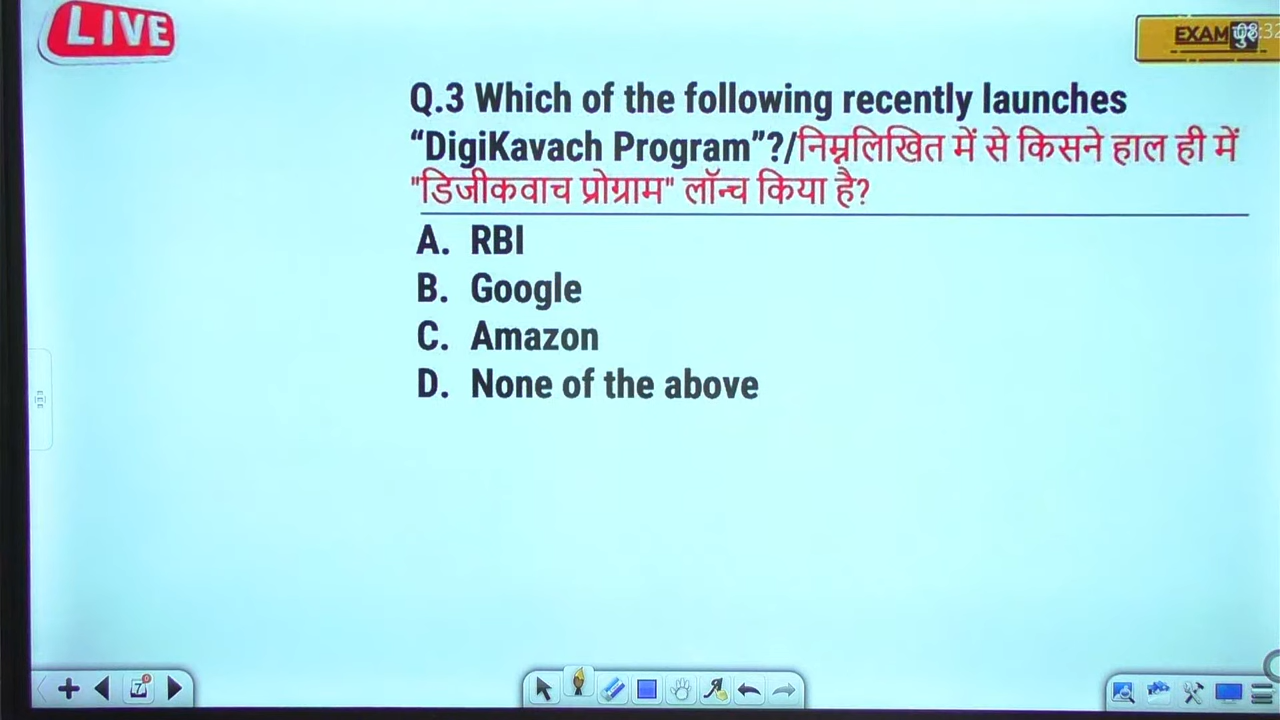 LIVE
EXAM पुर
Q.3 Which of the following recently launches
“DigiKavach Program”?/निम्नलिखित में से किसने हाल ही में
"डिजीकवाच प्रोग्राम" लॉन्च किया है?
A. RBI
B. Google
C. Amazon
D. None of the above
7